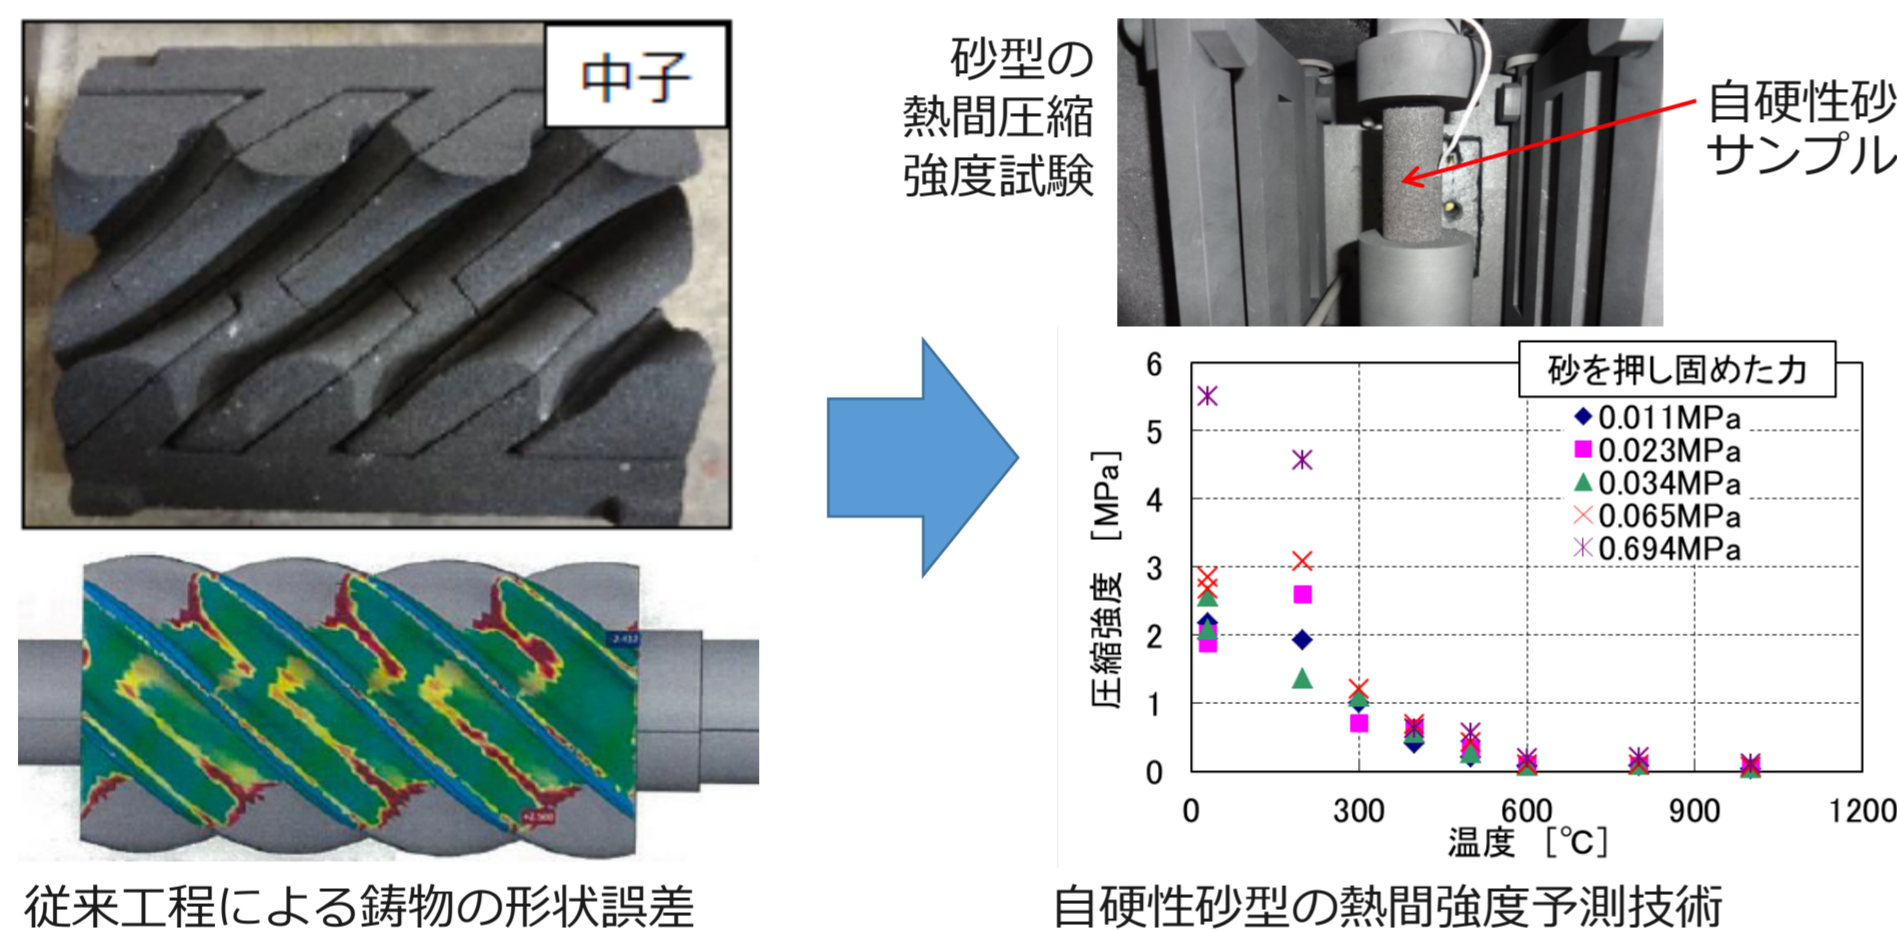 中子
-2.412
+2.500
従来工程による鋳物の形状誤差
砂型の
熱間圧縮
強度試験
自硬性砂
サンプル
砂を押し固めた力
0.011MPa
0.023MPa
0.034MPa
0.065MPa
0.694MPa
圧縮強度 [MPa]
6
5
4
3
2
1
0
0 300 600 900 1200
温度 [℃]
自硬性砂型の熱間強度予測技術